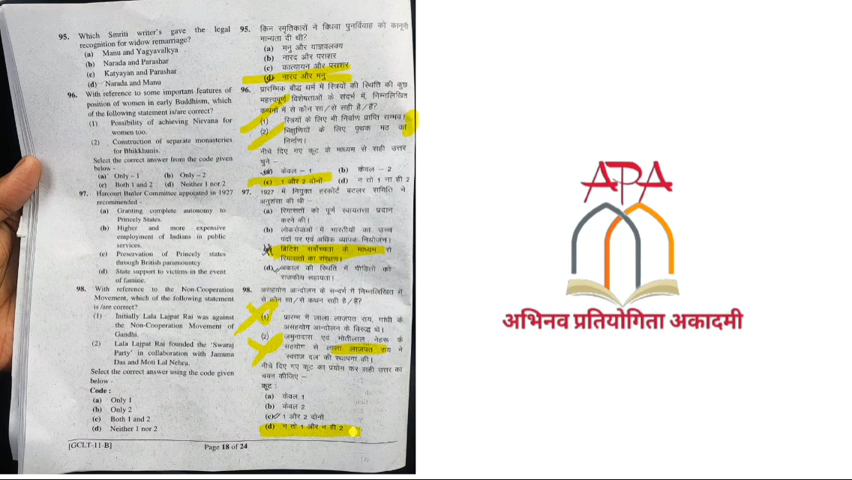 95. Which Smriti writer's gave the legal
recognition for widow remarriage?
(a) Manu and Yagyavalkya
(b) Narada and Parashar
(c) Katyayan and Parashar
(d) Narada and Manu
96. With reference to some important features of
position of women in early Buddhism, which
of the following statement is/are correct?
(1) Possibility of achieving Nirvana for
women too.
(2) Construction of separate monasteries
for Bhikkhunis.
Select the correct answer from the code given
below -
(a) Only – 1 (b) Only – 2
(c) Both 1 and 2 (d) Neither 1 nor 2
97. Harcourt Butler Committee appointed in 1927
recommended -
(a) Granting complete autonomy to
Princely States.
(b) Higher and more expensive
employment of Indians in public
services.
(c) Preservation of Princely states
through British paramountcy.
(d) State support to victims in the event
of famine.
98. With reference to the Non-Cooperation
Movement, which of the following statement
is /are correct?
(1) Initially Lala Lajpat Rai was against
the Non-Cooperation Movement of
Gandhi.
(2) Lala Lajpat Rai founded the 'Swaraj
Party' in collaboration with Jamuna
Das and Moti Lal Nehru.
Select the correct answer using the code given
below -
Code :
(a) Only 1
(b) Only 2
(c) Both 1 and 2
(d) Neither 1 nor 2
95. किन स्मृतिकारों ने विधवा पुनर्विवाह को कानूनी
मान्यता दी थी?
(a) मनु और याज्ञवलक्य
(b) नारद और पराशर
(c) कात्यायन और पराशर
(d) नारद और मनु
96. प्रारम्भिक बौद्ध धर्म में स्त्रियों की स्थिति की कुछ
महत्वपूर्ण विशेषताओं के संदर्भ में, निम्नलिखित
कथनों में से कौन सा/से सही है/हैं?
(1) स्त्रियों के लिए भी निर्वाण प्राप्ति सम्भव।
(2) भिक्षुणियों के लिए पृथक मठ का
निर्माण।
नीचे दिए गए कूट के माध्यम से सही उत्तर
चुने -
(a) केवल – 1 (b) केवल – 2
(c) 1 और 2 दोनों (d) न तो 1 ना ही 2
97. 1927 में नियुक्त हरकोर्ट बटलर समिति ने
अनुशंसा की थी -
(a) रियासतों को पूर्ण स्वायत्तता प्रदान
करने की।
(b) लोकसेवाओं में भारतीयों का उच्च
पदों पर एवं अधिक व्यापक नियोजन।
ब्रिटिश सर्वोच्चता के माध्यम से
रियासतों का संरक्षण।
(d) अकाल की स्थिति में पीड़ितों को
राजकीय सहायता।
98. असहयोग आन्दोलन के सन्दर्भ में निम्नलिखित में
से कौन सा/से कथन सही है/हैं?
(1) प्रारम्भ में लाला लाजपत राय, गांधी के
असहयोग आन्दोलन के विरुद्ध थे।
(2) जमुनादास एवं मोतीलाल नेहरू के
सहयोग से लाला लाजपत राय ने
'स्वराज दल' की स्थापना की।
नीचे दिए गए कूट का प्रयोग कर सही उत्तर का
चयन कीजिए -
कूट :
(a) केवल 1
(b) केवल 2
(c) 1 और 2 दोनों
(d) न तो 1 और न ही 2
[GCLT-11-B] Page 18 of 24
APA
अभिनव प्रतियोगिता अकादमी